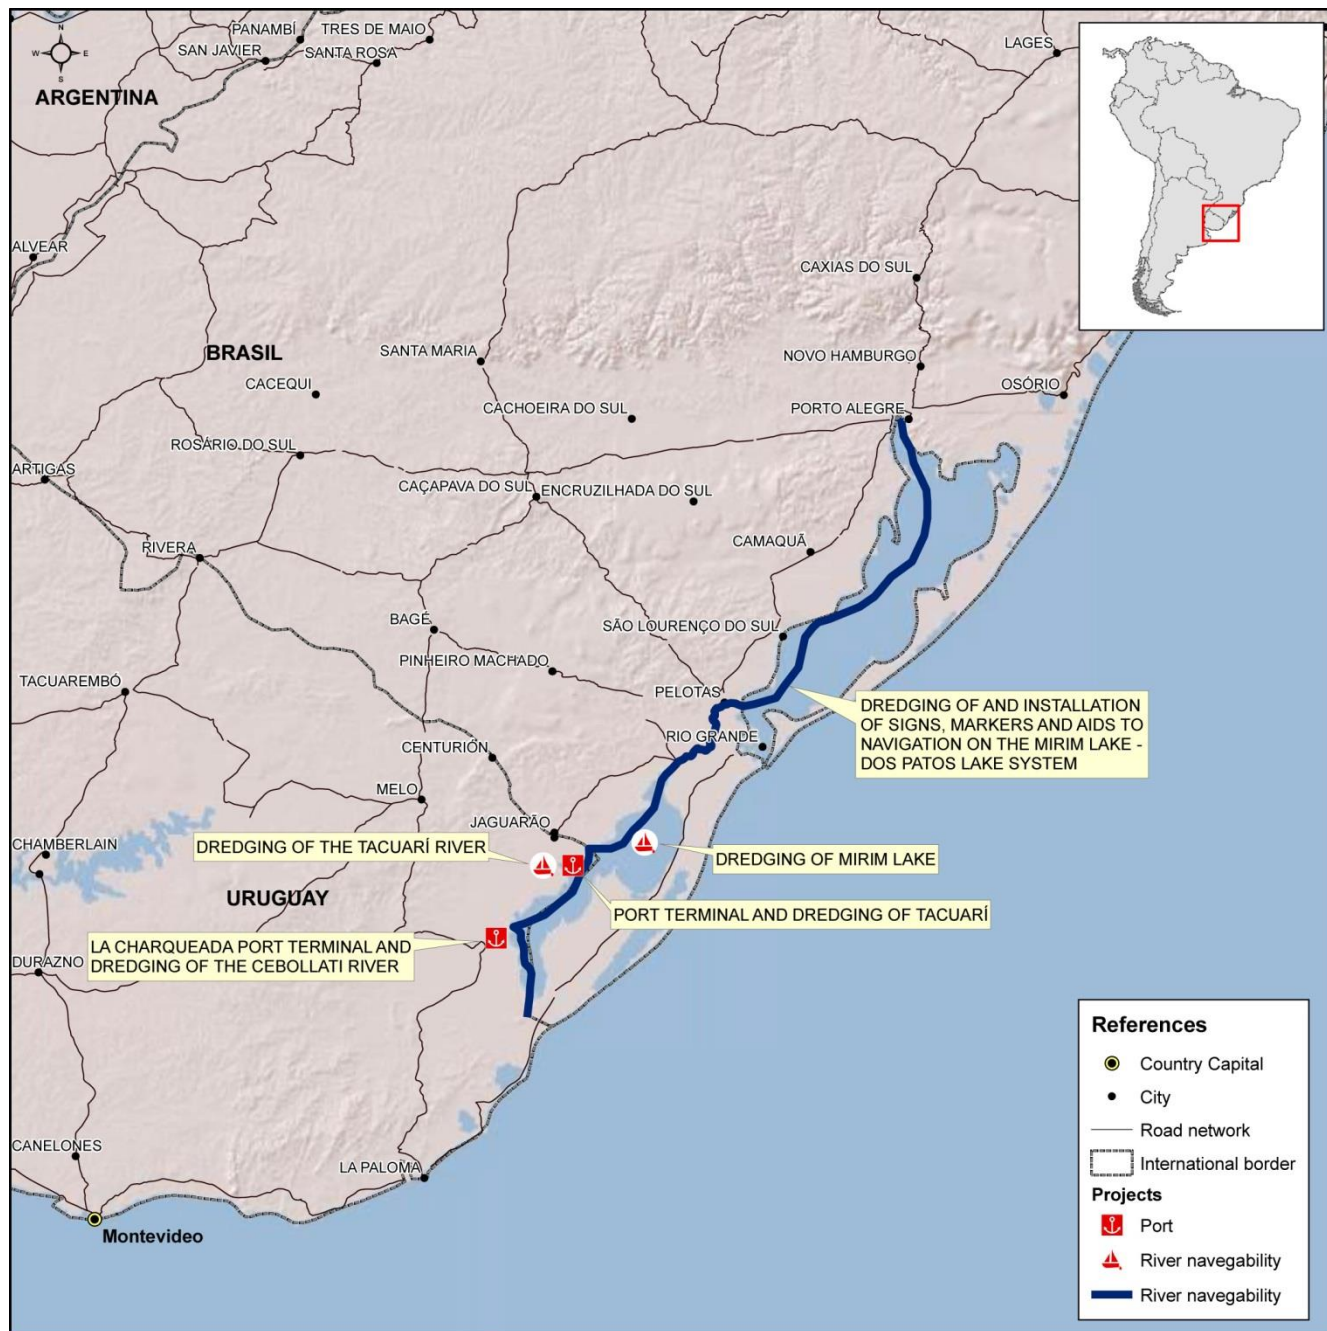 PANAMBÍ
TRES DE MAIO
N
W
E
S
SAN JAVIER
SANTA ROSA
LAGES
ARGENTINA
ALVEAR
CAXIAS DO SUL
BRASIL
SANTA MARIA
NOVO HAMBURGO
CACEQUI
OSÓRIO
CACHOEIRA DO SUL
PORTO ALEGRE
ROSÁRIO DO SUL
ARTIGAS
CAÇAPAVA DO SUL
ENCRUZILHADA DO SUL
CAMAQUÃ
RIVERA
BAGÉ
SÃO LOURENÇO DO SUL
PINHEIRO MACHADO
TACUAREMBÓ
PELOTAS
DREDGING OF AND INSTALLATION
OF SIGNS, MARKERS AND AIDS TO
NAVIGATION ON THE MIRIM LAKE -
DOS PATOS LAKE SYSTEM
RIO GRANDE
CENTURIÓN
MELO
JAGUARÃO
CHAMBERLAIN
DREDGING OF THE TACUARÍ RIVER
DREDGING OF MIRIM LAKE
URUGUAY
PORT TERMINAL AND DREDGING OF TACUARÍ
LA CHARQUEADA PORT TERMINAL AND
DREDGING OF THE CEBOLLATI RIVER
DURAZNO
CANELONES
LA PALOMA
Montevideo
References
Country Capital
City
Road network
International border
Projects
Port
River navegability
River navegability